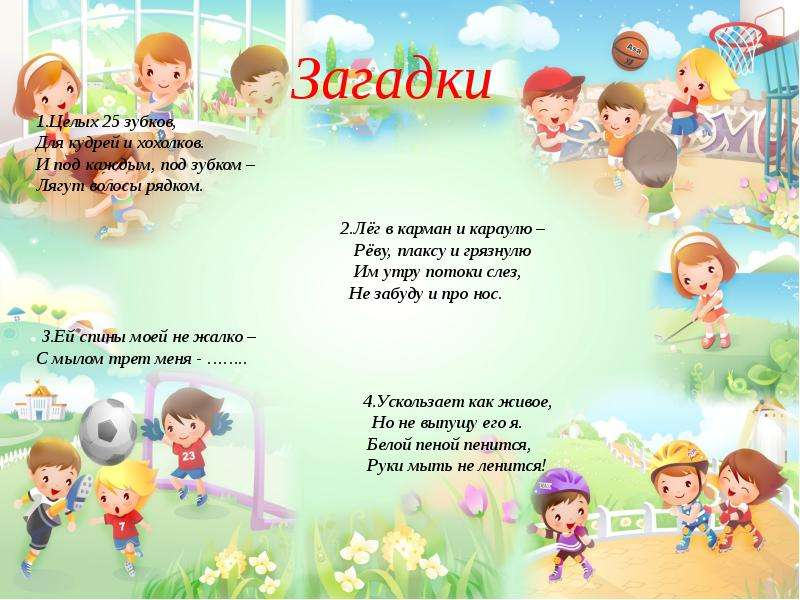 Загадки
1.Целых 25 зубков,
Для кудрей и хохолков.
И под каждым, под зубком –
Лягут волосы рядком.
2.Лёг в карман и караулю –
Рёву, плаксу и грязнулю
Им утру потоки слез,
Не забуду и про нос.
3.Ей спины моей не жалко –
С мылом трет меня - ……..
4.Ускользает как живое,
Но не выпущу его я.
Белой пеной пенится,
Руки мыть не ленится!
23
7